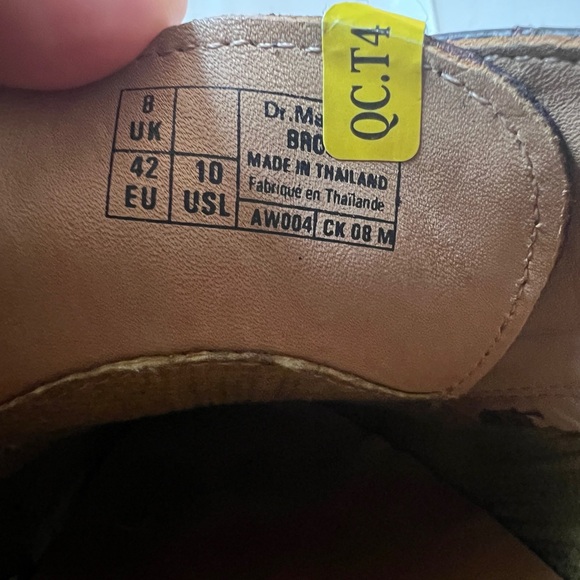 8
UK
42
EU
10
USL
Dr.Ma
BRO
MADE IN THAILAND
Fabriqué en Thaïlande
AW004 CK 08 M
QC.T4